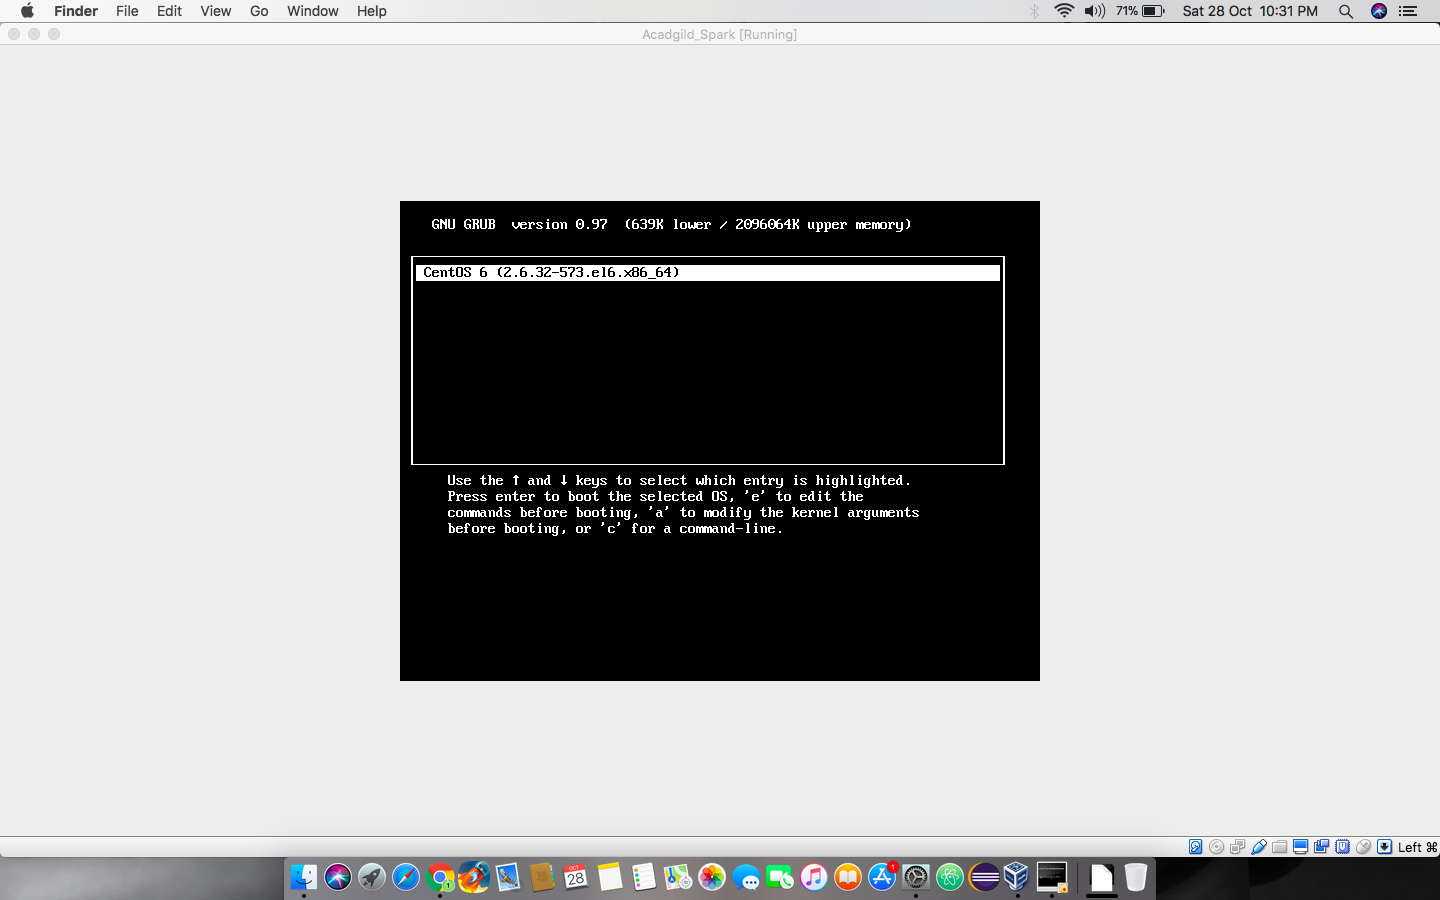 Finder File Edit View Go Window Help 71% Sat 28 Oct 10:31 PM
Acadgild_Spark [Running]
GNU GRUB version 0.97 (639K lower / 2096064K upper memory)
CentOS 6 (2.6.32-573.el6.x86_64)
Use the ↑ and ↓ keys to select which entry is highlighted.
Press enter to boot the selected OS, 'e' to edit the
commands before booting, 'a' to modify the kernel arguments
before booting, or 'c' for a command-line.
Left ⌘
OCT
28
1
1